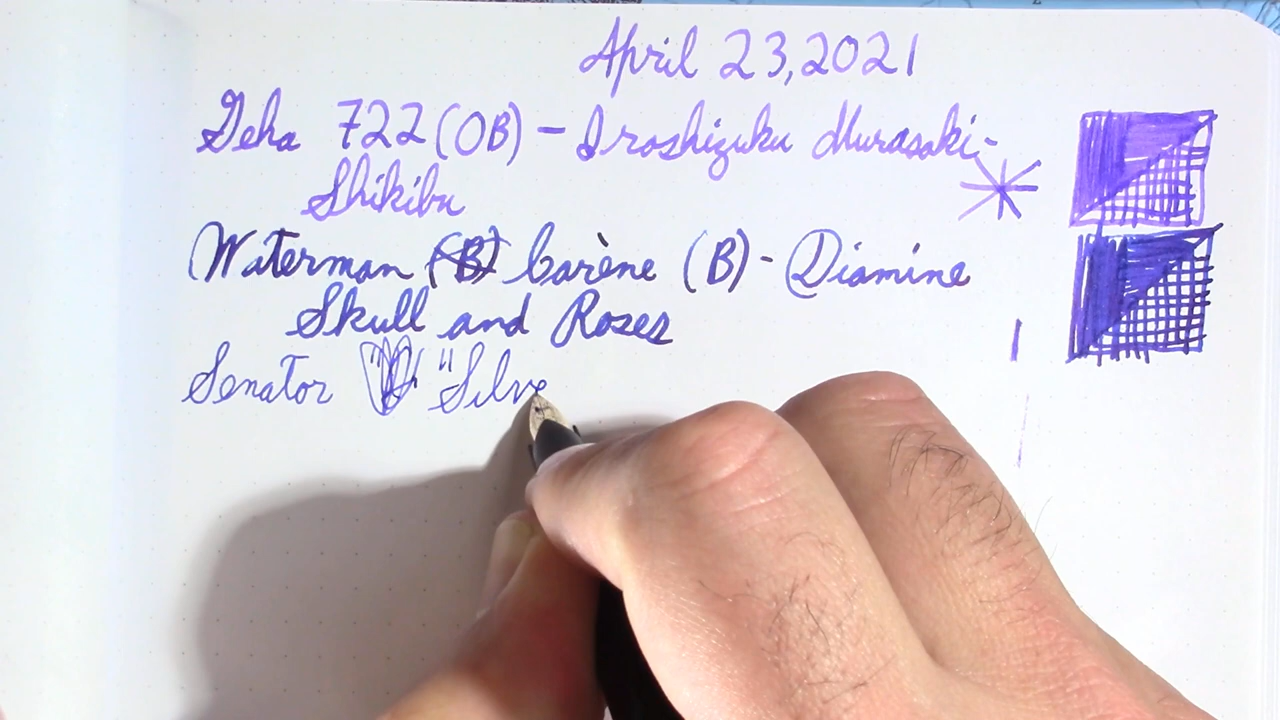 April 23, 2021
Geha 722 (OB) - Iroshizuku Murasaki-
Shikibu
Waterman (B) Carène (B) - Diamine
Skull and Roses
Senator "Silve